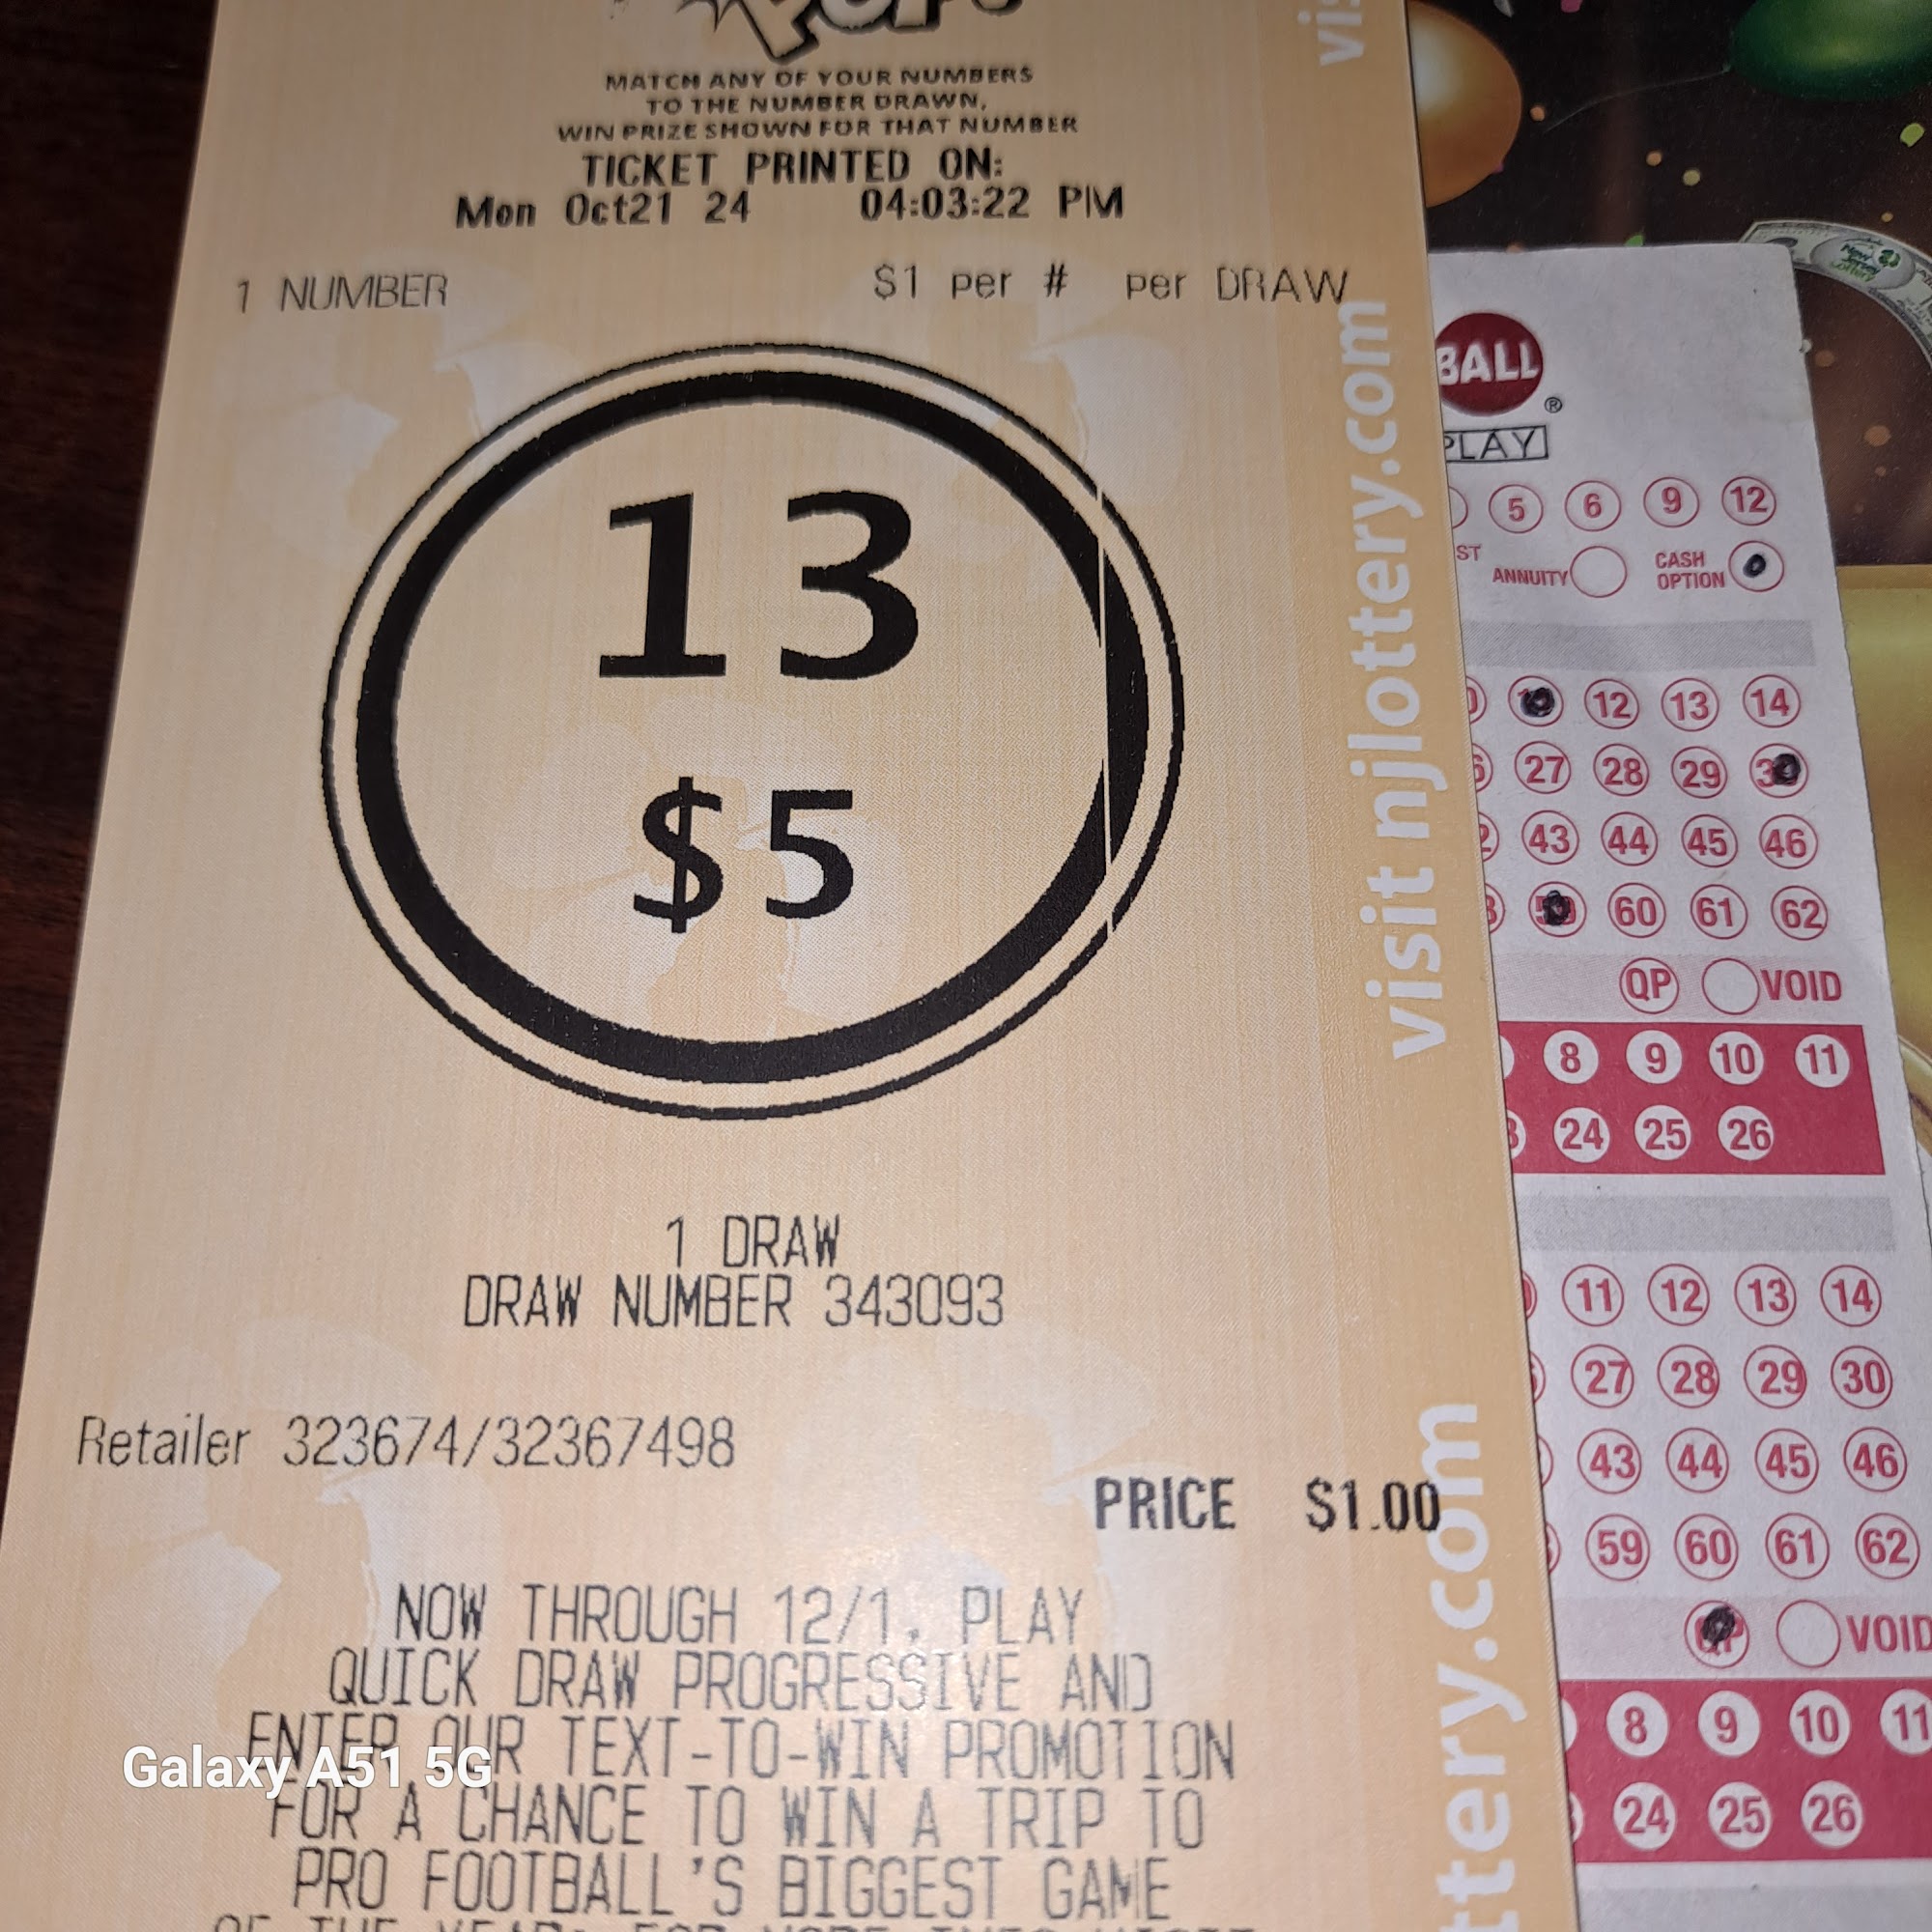 MATCH ANY OF YOUR NUMBERS
TO THE NUMBER DRAWN,
WIN PRIZE SHOWN FOR THAT NUMBER
TICKET PRINTED ON:
Mon Oct21 24 04:03:22 PM
1 NUMBER $1 per # per DRAW
13
$5
1 DRAW
DRAW NUMBER 343093
Retailer 323674/32367498
PRICE $1.00
NOW THROUGH 12/1, PLAY
QUICK DRAW PROGRESSIVE AND
ENTER OUR TEXT-TO-WIN PROMOTION
FOR A CHANCE TO WIN A TRIP TO
PRO FOOTBALL'S BIGGEST GAME
visit njlottery.com
Galaxy A51 5G
BALL
®
PLAY
5 6 9 12
ST ANNUITY CASH
OPTION
12 13 14
27 28 29
43 44 45 46
60 61 62
QP VOID
8 9 10 11
24 25 26
11 12 13 14
27 28 29 30
43 44 45 46
59 60 61 62
VOID
8 9 10 11
24 25 26